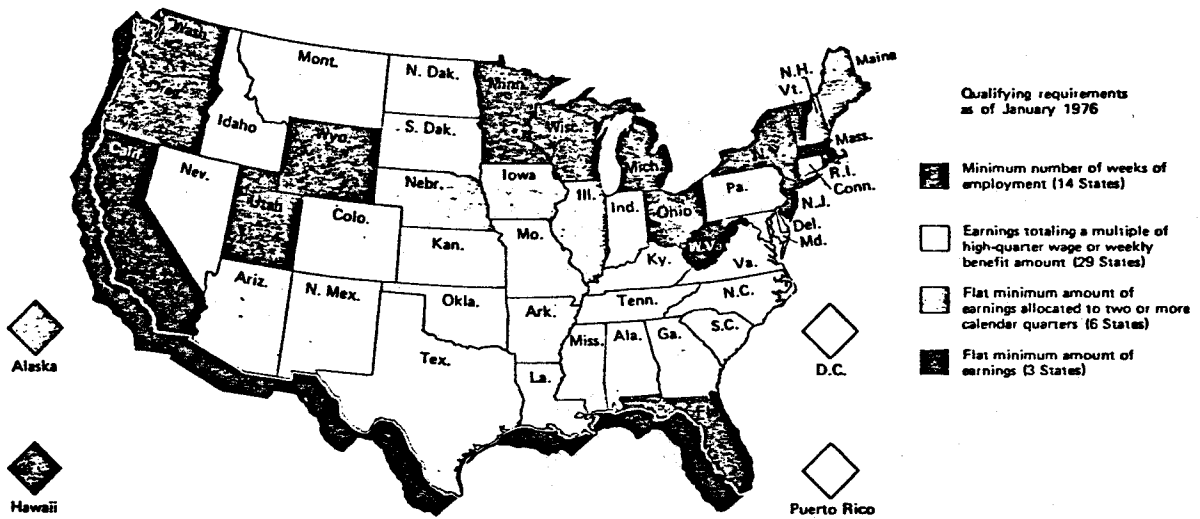 Wash.
Mont.
N. Dak.
Minn.
N.H.
Maine
Vt.
Idaho
S. Dak.
Wyo.
Wisc.
Mich.
Mass.
Calif.
Nev.
Utah
Colo.
Nebr.
Iowa
Ill.
Ind.
Ohio
Pa.
R.I.
Conn.
N.J.
Del.
Md.
W.Va
Va.
Kan.
Mo.
Ky.
Ariz.
N. Mex.
Okla.
Ark.
Tenn.
N.C.
S.C.
Tex.
La.
Miss.
Ala.
Ga.
Alaska
Hawaii
D.C.
Puerto Rico
Qualifying requirements
as of January 1976
Minimum number of weeks of
employment (14 States)
Earnings totaling a multiple of
high-quarter wage or weekly
benefit amount (29 States)
Flat minimum amount of
earnings allocated to two or more
calendar quarters (6 States)
Flat minimum amount of
earnings (3 States)